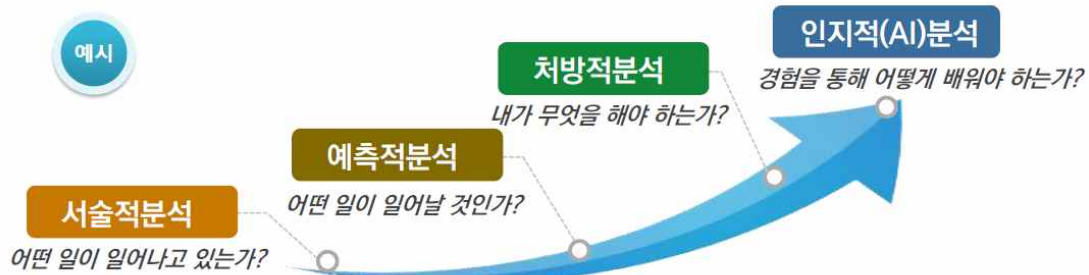 예시
서술적분석
어떤 일이 일어나고 있는가?
예측적분석
어떤 일이 일어날 것인가?
처방적분석
내가 무엇을 해야 하는가?
인지적(AI)분석
경험을 통해 어떻게 배워야 하는가?